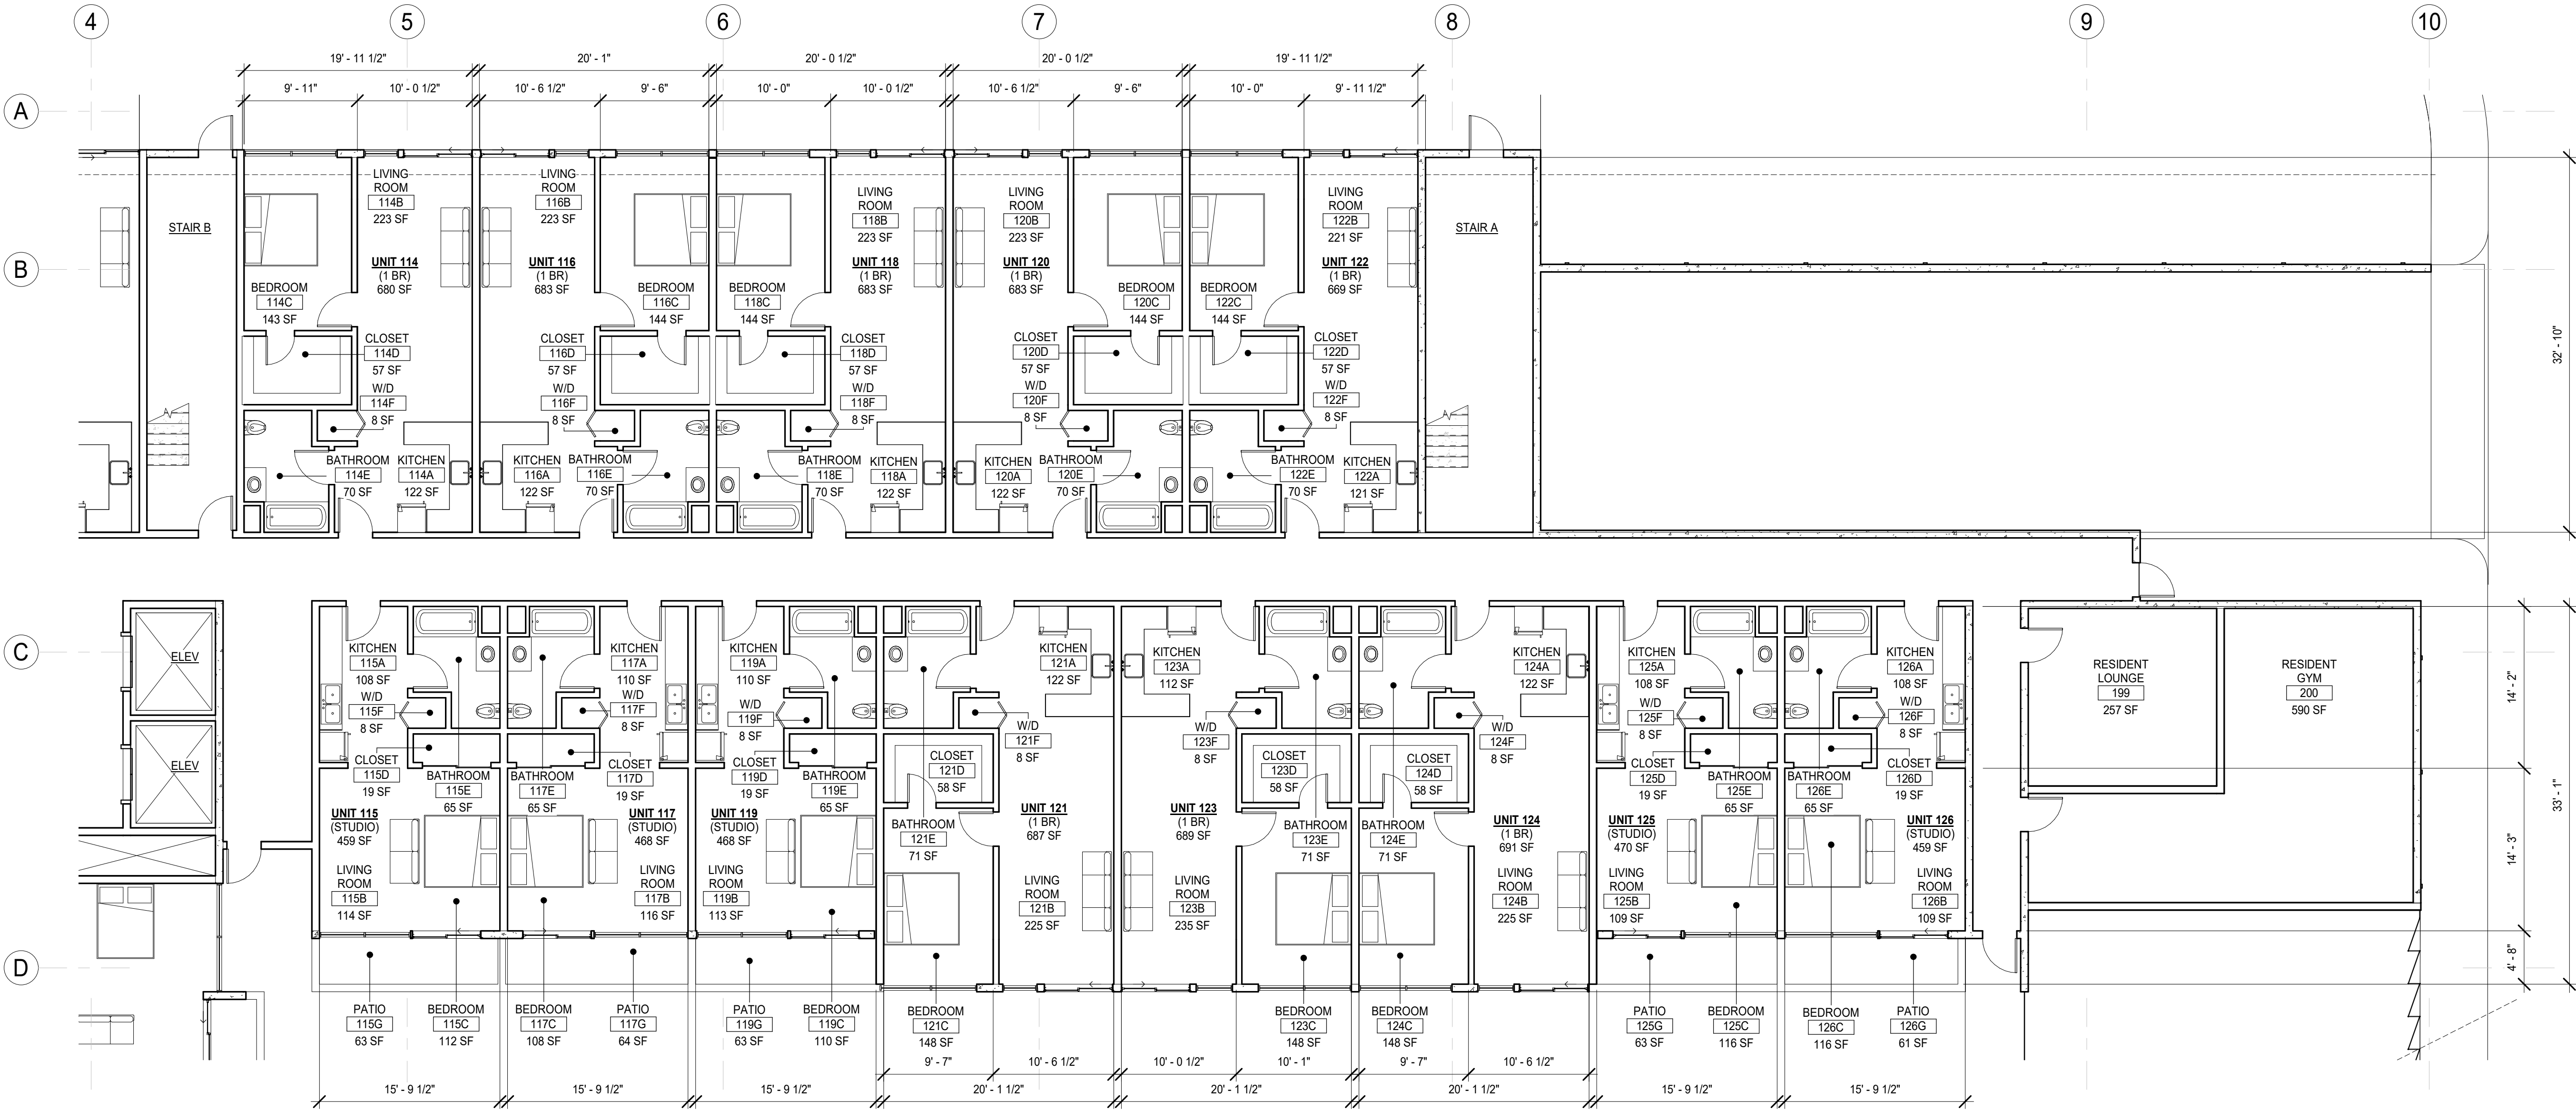 4
5
6
7
8
9
10
19' - 11 1/2"
20' - 1"
20' - 0 1/2"
20' - 0 1/2"
19' - 11 1/2"
9' - 11"
10' - 0 1/2"
10' - 6 1/2"
9' - 6"
10' - 0"
10' - 0 1/2"
10' - 6 1/2"
9' - 6"
10' - 0"
9' - 11 1/2"
A
B
C
D
STAIR B
LIVING
ROOM
114B
223 SF
UNIT 114
(1 BR)
680 SF
BEDROOM
114C
143 SF
CLOSET
114D
57 SF
W/D
114F
8 SF
BATHROOM
114E
70 SF
KITCHEN
114A
122 SF
LIVING
ROOM
116B
223 SF
UNIT 116
(1 BR)
683 SF
BEDROOM
116C
144 SF
CLOSET
116D
57 SF
W/D
116F
8 SF
KITCHEN
116A
122 SF
BATHROOM
116E
70 SF
LIVING
ROOM
118B
223 SF
UNIT 118
(1 BR)
683 SF
BEDROOM
118C
144 SF
CLOSET
118D
57 SF
W/D
118F
8 SF
BATHROOM
118E
70 SF
KITCHEN
118A
122 SF
LIVING
ROOM
120B
223 SF
UNIT 120
(1 BR)
683 SF
BEDROOM
120C
144 SF
CLOSET
120D
57 SF
W/D
120F
8 SF
KITCHEN
120A
122 SF
BATHROOM
120E
70 SF
LIVING
ROOM
122B
221 SF
UNIT 122
(1 BR)
669 SF
BEDROOM
122C
144 SF
CLOSET
122D
57 SF
W/D
122F
8 SF
BATHROOM
122E
70 SF
KITCHEN
122A
121 SF
STAIR A
32' - 10"
ELEV
ELEV
KITCHEN
115A
108 SF
W/D
115F
8 SF
CLOSET
115D
19 SF
BATHROOM
115E
65 SF
UNIT 115
(STUDIO)
459 SF
LIVING
ROOM
115B
114 SF
PATIO
115G
63 SF
BEDROOM
115C
112 SF
KITCHEN
117A
110 SF
W/D
117F
8 SF
CLOSET
117D
19 SF
BATHROOM
117E
65 SF
UNIT 117
(STUDIO)
468 SF
LIVING
ROOM
117B
116 SF
BEDROOM
117C
108 SF
PATIO
117G
64 SF
KITCHEN
119A
110 SF
W/D
119F
8 SF
CLOSET
119D
19 SF
BATHROOM
119E
65 SF
UNIT 119
(STUDIO)
468 SF
LIVING
ROOM
119B
113 SF
PATIO
119G
63 SF
BEDROOM
119C
110 SF
KITCHEN
121A
122 SF
W/D
121F
8 SF
CLOSET
121D
58 SF
BATHROOM
121E
71 SF
UNIT 121
(1 BR)
687 SF
LIVING
ROOM
121B
225 SF
BEDROOM
121C
148 SF
KITCHEN
123A
112 SF
W/D
123F
8 SF
CLOSET
123D
58 SF
UNIT 123
(1 BR)
689 SF
BATHROOM
123E
71 SF
LIVING
ROOM
123B
235 SF
BEDROOM
123C
148 SF
KITCHEN
124A
122 SF
W/D
124F
8 SF
CLOSET
124D
58 SF
BATHROOM
124E
71 SF
UNIT 124
(1 BR)
691 SF
LIVING
ROOM
124B
225 SF
BEDROOM
124C
148 SF
KITCHEN
125A
108 SF
W/D
125F
8 SF
CLOSET
125D
19 SF
BATHROOM
125E
65 SF
UNIT 125
(STUDIO)
470 SF
LIVING
ROOM
125B
109 SF
PATIO
125G
63 SF
BEDROOM
125C
116 SF
KITCHEN
126A
108 SF
W/D
126F
8 SF
CLOSET
126D
19 SF
BATHROOM
126E
65 SF
UNIT 126
(STUDIO)
459 SF
LIVING
ROOM
126B
109 SF
BEDROOM
126C
116 SF
PATIO
126G
61 SF
RESIDENT
LOUNGE
199
257 SF
RESIDENT
GYM
200
590 SF
14' - 2"
14' - 3"
4' - 8"
33' - 1"
9' - 7"
10' - 6 1/2"
10' - 0 1/2"
10' - 1"
9' - 7"
10' - 6 1/2"
15' - 9 1/2"
15' - 9 1/2"
15' - 9 1/2"
20' - 1 1/2"
20' - 1 1/2"
20' - 1 1/2"
15' - 9 1/2"
15' - 9 1/2"